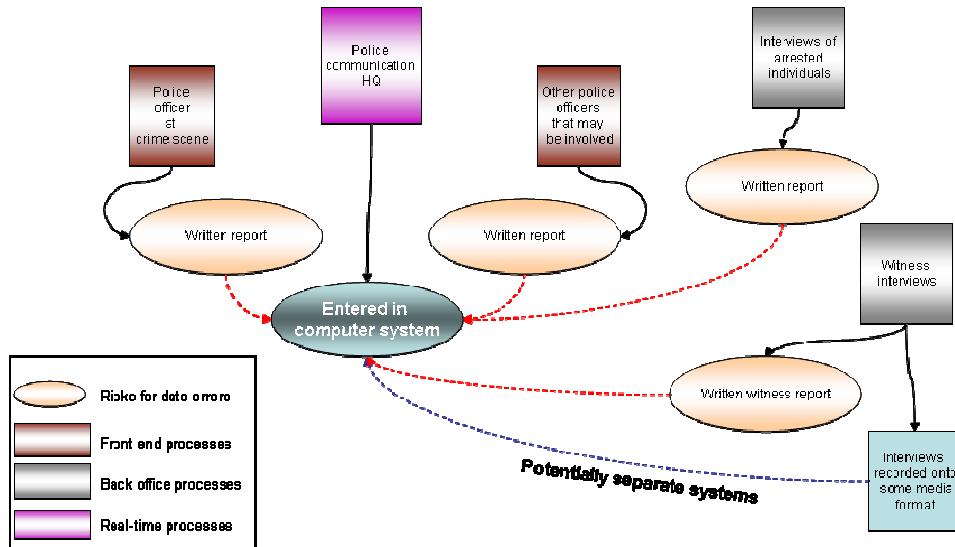 Police
communication
HQ
Interviews of
arrested
individuals
Police
officer
at
crime scene
Other police
officers
that may
be involved
Written report
Written report
Written report
Witness
interviews
Entered in
computer system
Written witness report
Interviews
recorded onto
some media
format
Potentially separate systems
Risks for data errors
Front end processes
Back office processes
Real-time processes